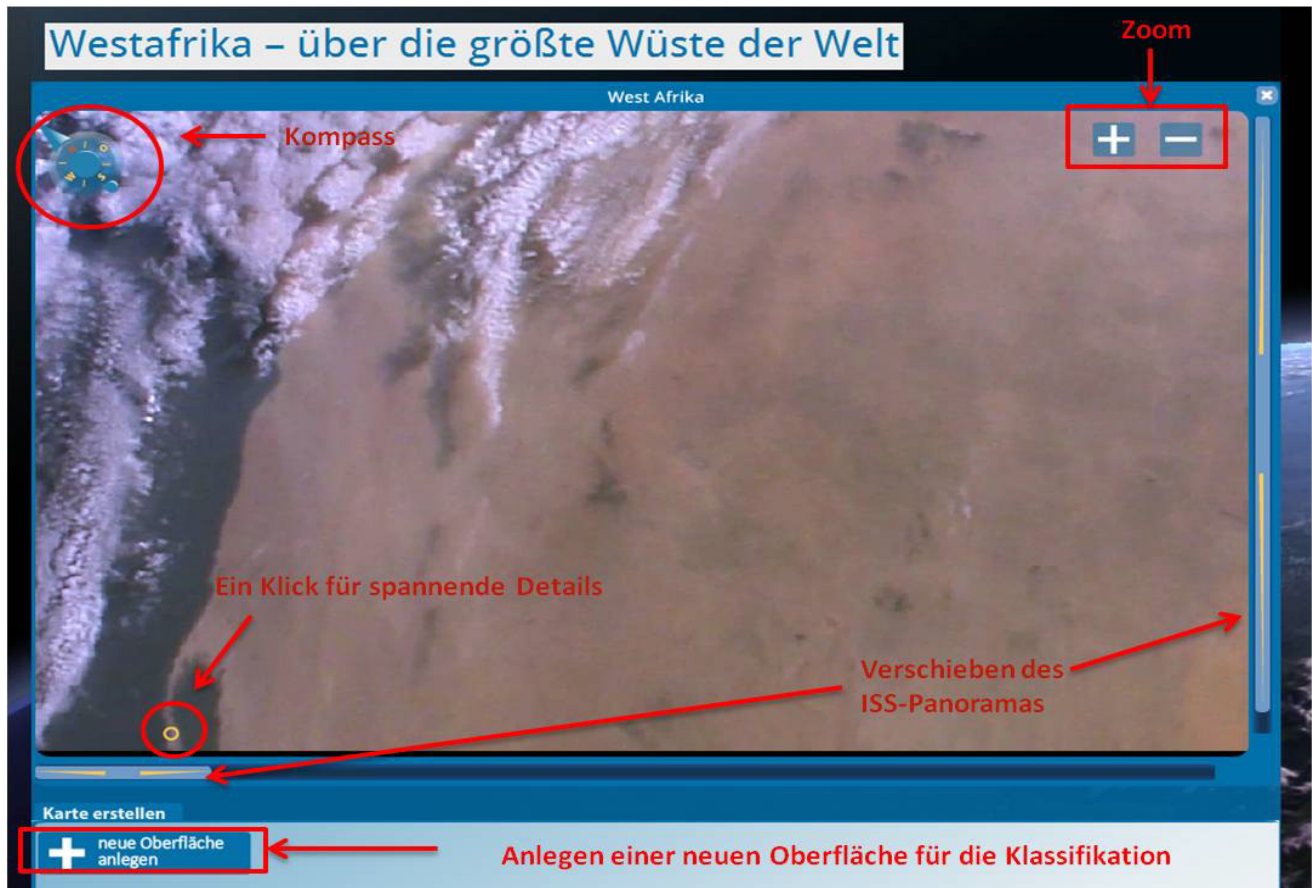 Westafrika – über die größte Wüste der Welt
Zoom
West Afrika
Kompass
O
W
S
Ein Klick für spannende Details
Verschieben des
ISS-Panoramas
Karte erstellen
neue Oberfläche
anlegen
Anlegen einer neuen Oberfläche für die Klassifikation